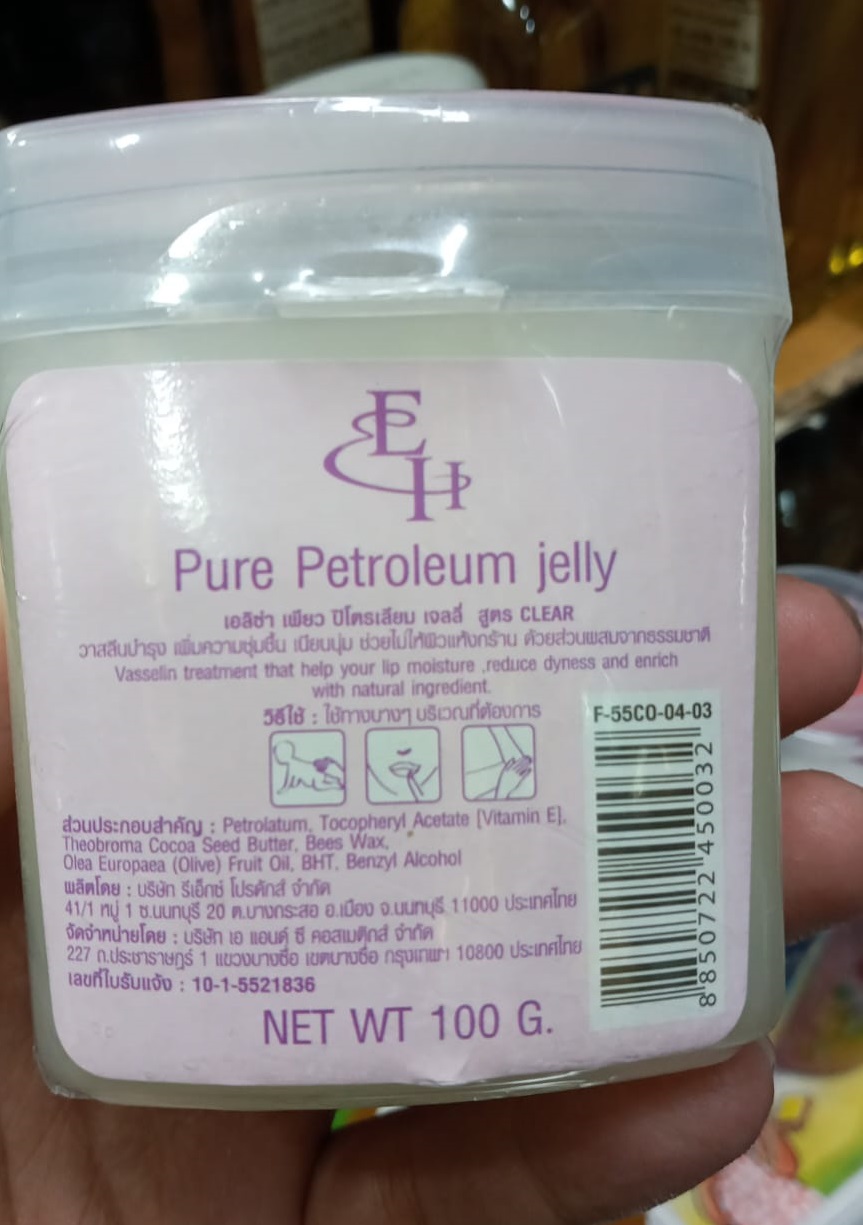 EH
Pure Petroleum jelly
เอลิซ่า เพียว ปิโตรเลียม เจลลี่ สูตร CLEAR
วาสลีนบำรุง เพิ่มความชุ่มชื้น เนียนนุ่ม ช่วยไม่ให้ผิวแห้งกร้าน ด้วยส่วนผสมจากธรรมชาติ
Vasselin treatment that help your lip moisture ,reduce dyness and enrich
with natural ingredient.
วิธีใช้ : ใช้ทาบางๆ บริเวณที่ต้องการ
F-55CO-04-03
ส่วนประกอบสำคัญ : Petrolatum, Tocopheryl Acetate [Vitamin E],
Theobroma Cocoa Seed Butter, Bees Wax,
Olea Europaea (Olive) Fruit Oil, BHT, Benzyl Alcohol
ผลิตโดย : บริษัท รีเอ็กซ์ โปรดักส์ จำกัด
41/1 หมู่ 1 ซ.นนทบุรี 20 ต.บางกระสอ อ.เมือง จ.นนทบุรี 11000 ประเทศไทย
จัดจำหน่ายโดย : บริษัท เอ แอนด์ ซี คอสเมติกส์ จำกัด
227 ถ.ประชาราษฎร์ 1 แขวงบางซื่อ เขตบางซื่อ กรุงเทพฯ 10800 ประเทศไทย
เลขที่ใบรับแจ้ง : 10-1-5521836
8 850722 450032
NET WT 100 G.